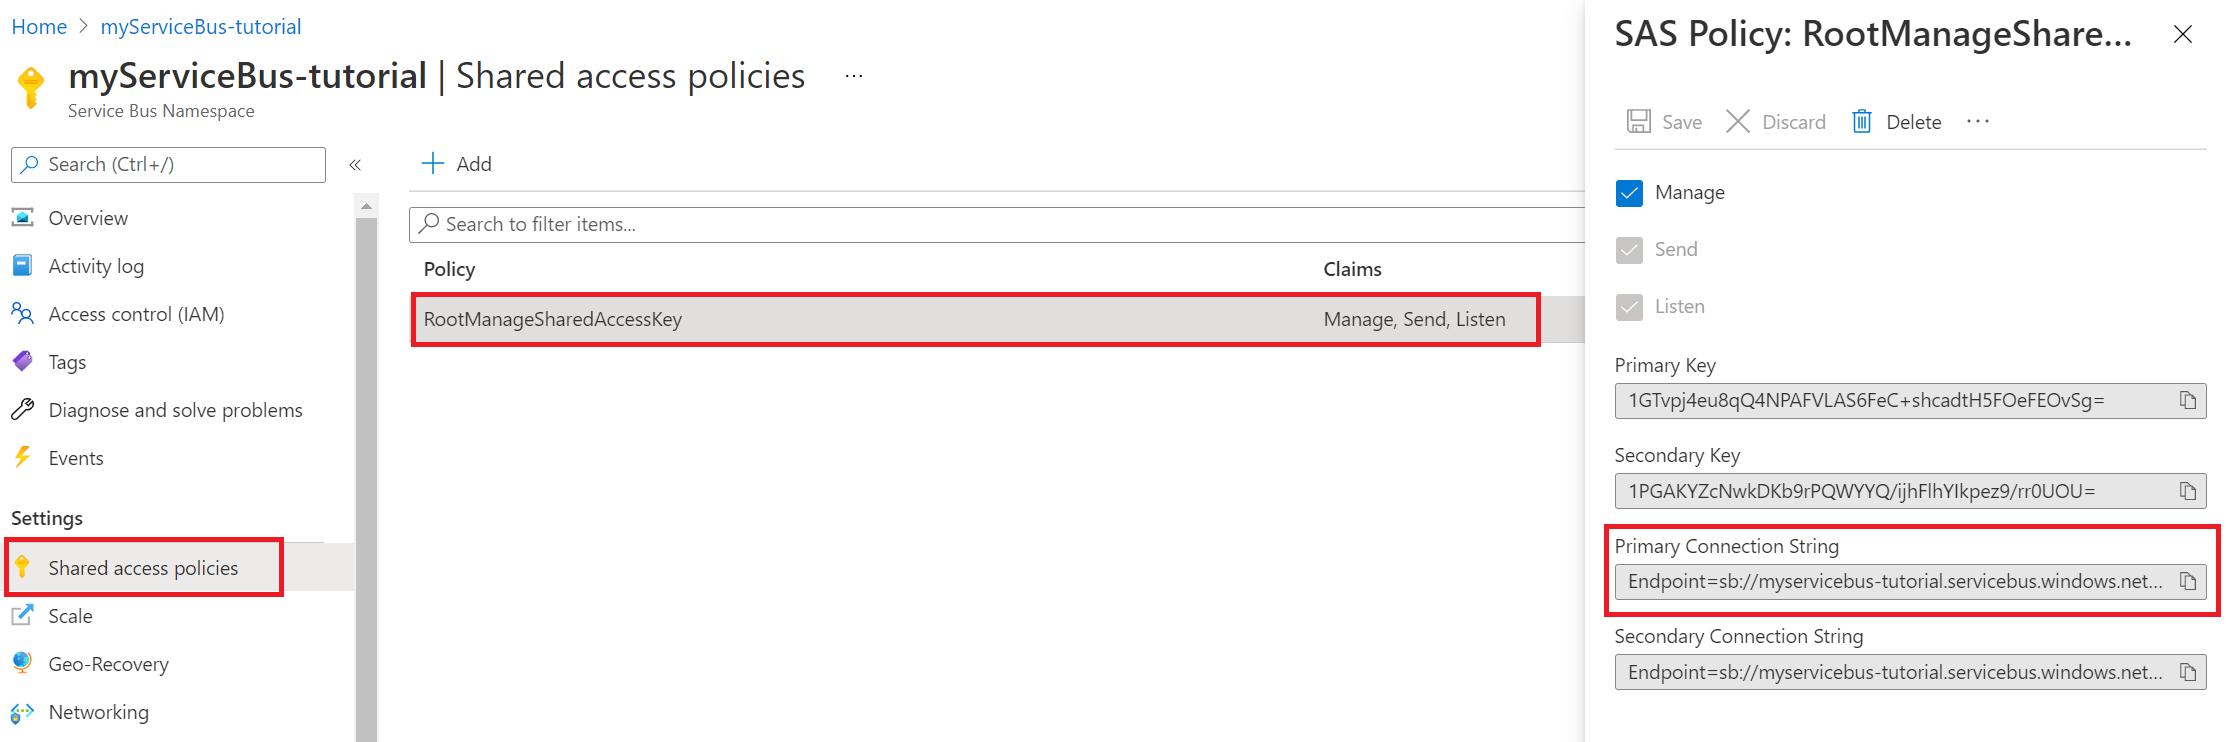 Home > myServiceBus-tutorial
myServiceBus-tutorial | Shared access policies ...
Service Bus Namespace
Search (Ctrl+/)
«
Overview
Activity log
Access control (IAM)
Tags
Diagnose and solve problems
Events
Settings
Shared access policies
Scale
Geo-Recovery
Networking
+ Add
Search to filter items...
Policy Claims
RootManageSharedAccessKey Manage, Send, Listen
SAS Policy: RootManageShare...
Save Discard Delete ...
Manage
Send
Listen
Primary Key
1GTvpj4eu8qQ4NPAFVLAS6FeC+shcadtH5FOeFEOvSg=
Secondary Key
1PGAKYZcNwkDKb9rPQWYYQ/ijhFlhYIkpez9/rr0UOU=
Primary Connection String
Endpoint=sb://myservicebus-tutorial.servicebus.windows.net...
Secondary Connection String
Endpoint=sb://myservicebus-tutorial.servicebus.windows.net...